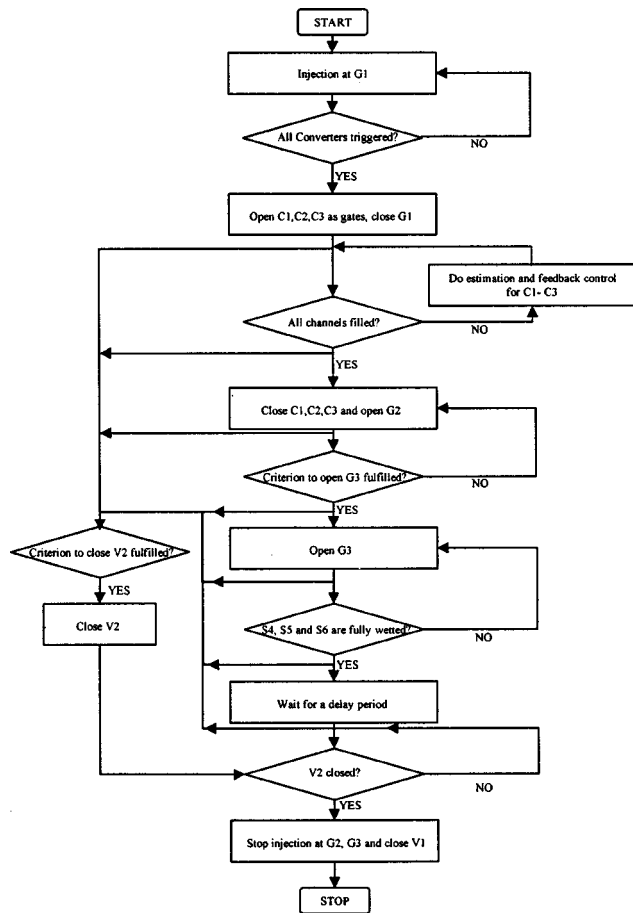 START
Injection at G1
All Converters triggered?
NO
YES
Open C1,C2,C3 as gates, close G1
Do estimation and feedback control
for C1- C3
All channels filled?
NO
YES
Close C1,C2,C3 and open G2
Criterion to open G3 fulfilled?
NO
YES
Criterion to close V2 fulfilled?
Open G3
YES
Close V2
S4, S5 and S6 are fully wetted?
NO
YES
Wait for a delay period
V2 closed?
NO
YES
Stop injection at G2, G3 and close V1
STOP